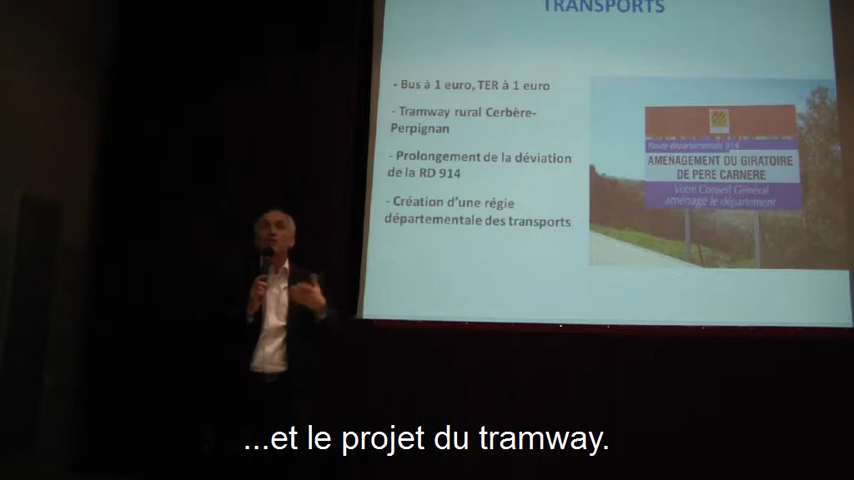 TRANSPORTS
- Bus à 1 euro, TER à 1 euro
- Tramway rural Cerbère-
Perpignan
- Prolongement de la déviation
de la RD 914
- Création d'une régie
départementale des transports
Route départementale 914
AMENAGEMENT DU GIRATOIRE
DE PERE CARNERE
Votre Conseil Général
aménage le département
...et le projet du tramway.